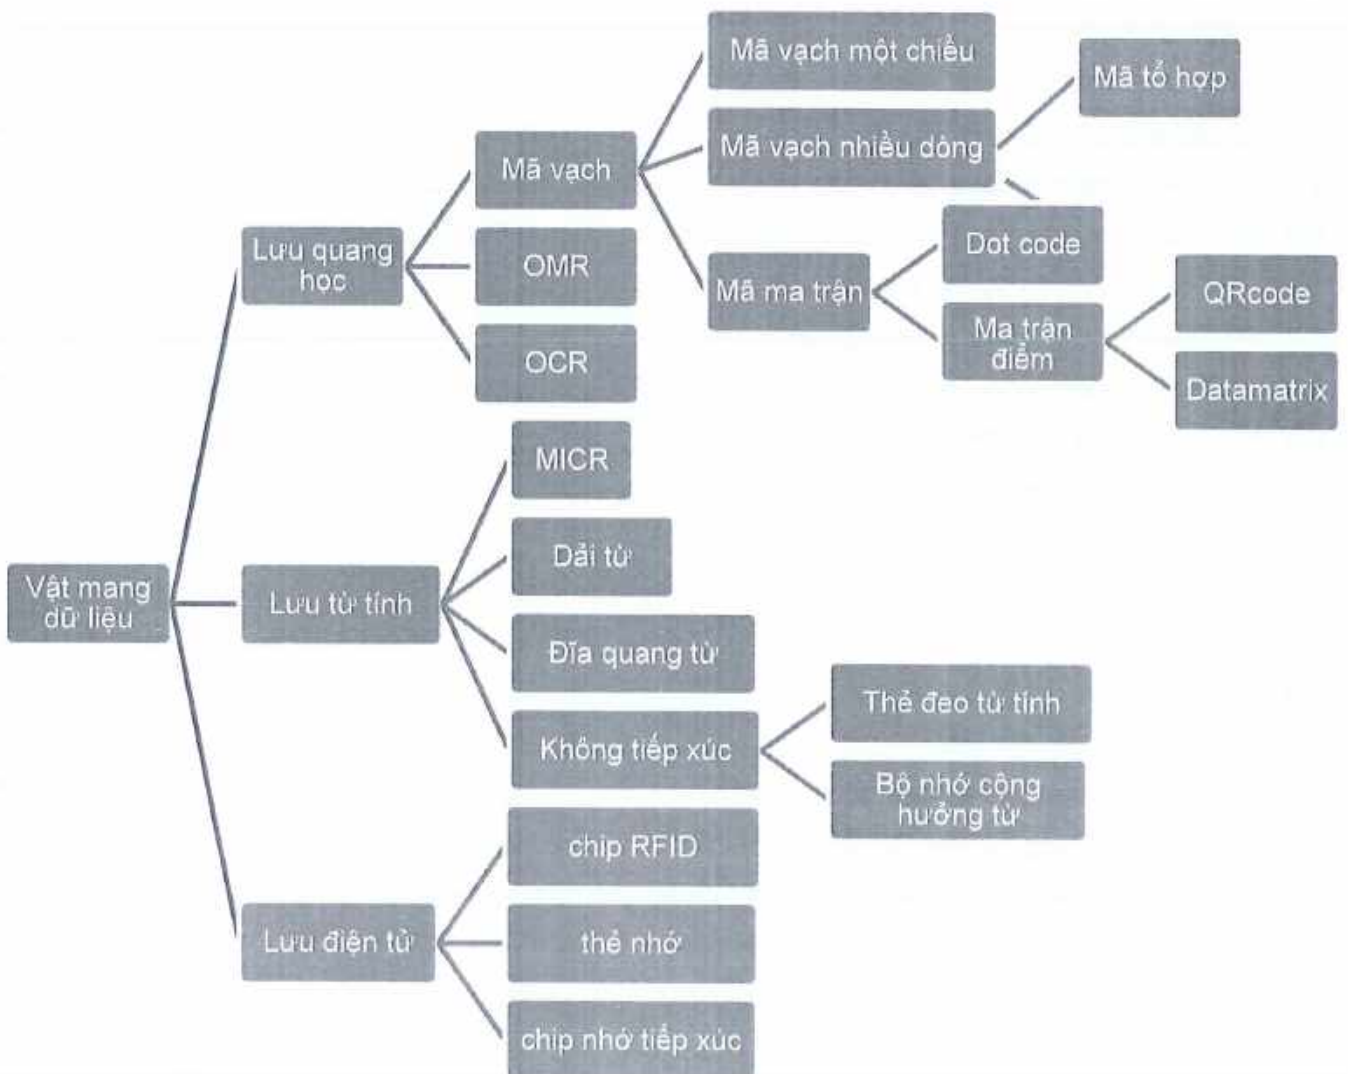 Mã vạch một chiều
Mã tổ hợp
Mã vạch nhiều dòng
Mã vạch
Dot code
Lưu quang
học
OMR
Mã ma trận
QRcode
Ma trận
điểm
OCR
Datamatrix
MICR
Dải từ
Vật mang
dữ liệu
Lưu từ tính
Đĩa quang từ
Thẻ đeo từ tính
Không tiếp xúc
Bộ nhớ cộng
hưởng từ
chip RFID
Lưu điện tử
thẻ nhớ
chip nhớ tiếp xúc